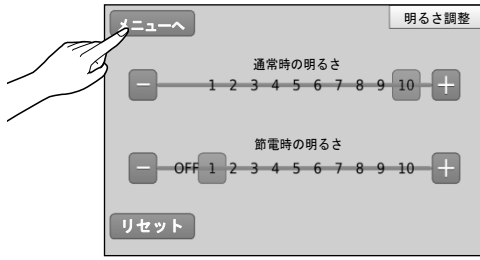 メニューへ
明るさ調整
通常時の明るさ
− 1 2 3 4 5 6 7 8 9 10 +
節電時の明るさ
− OFF 1 2 3 4 5 6 7 8 9 10 +
リセット